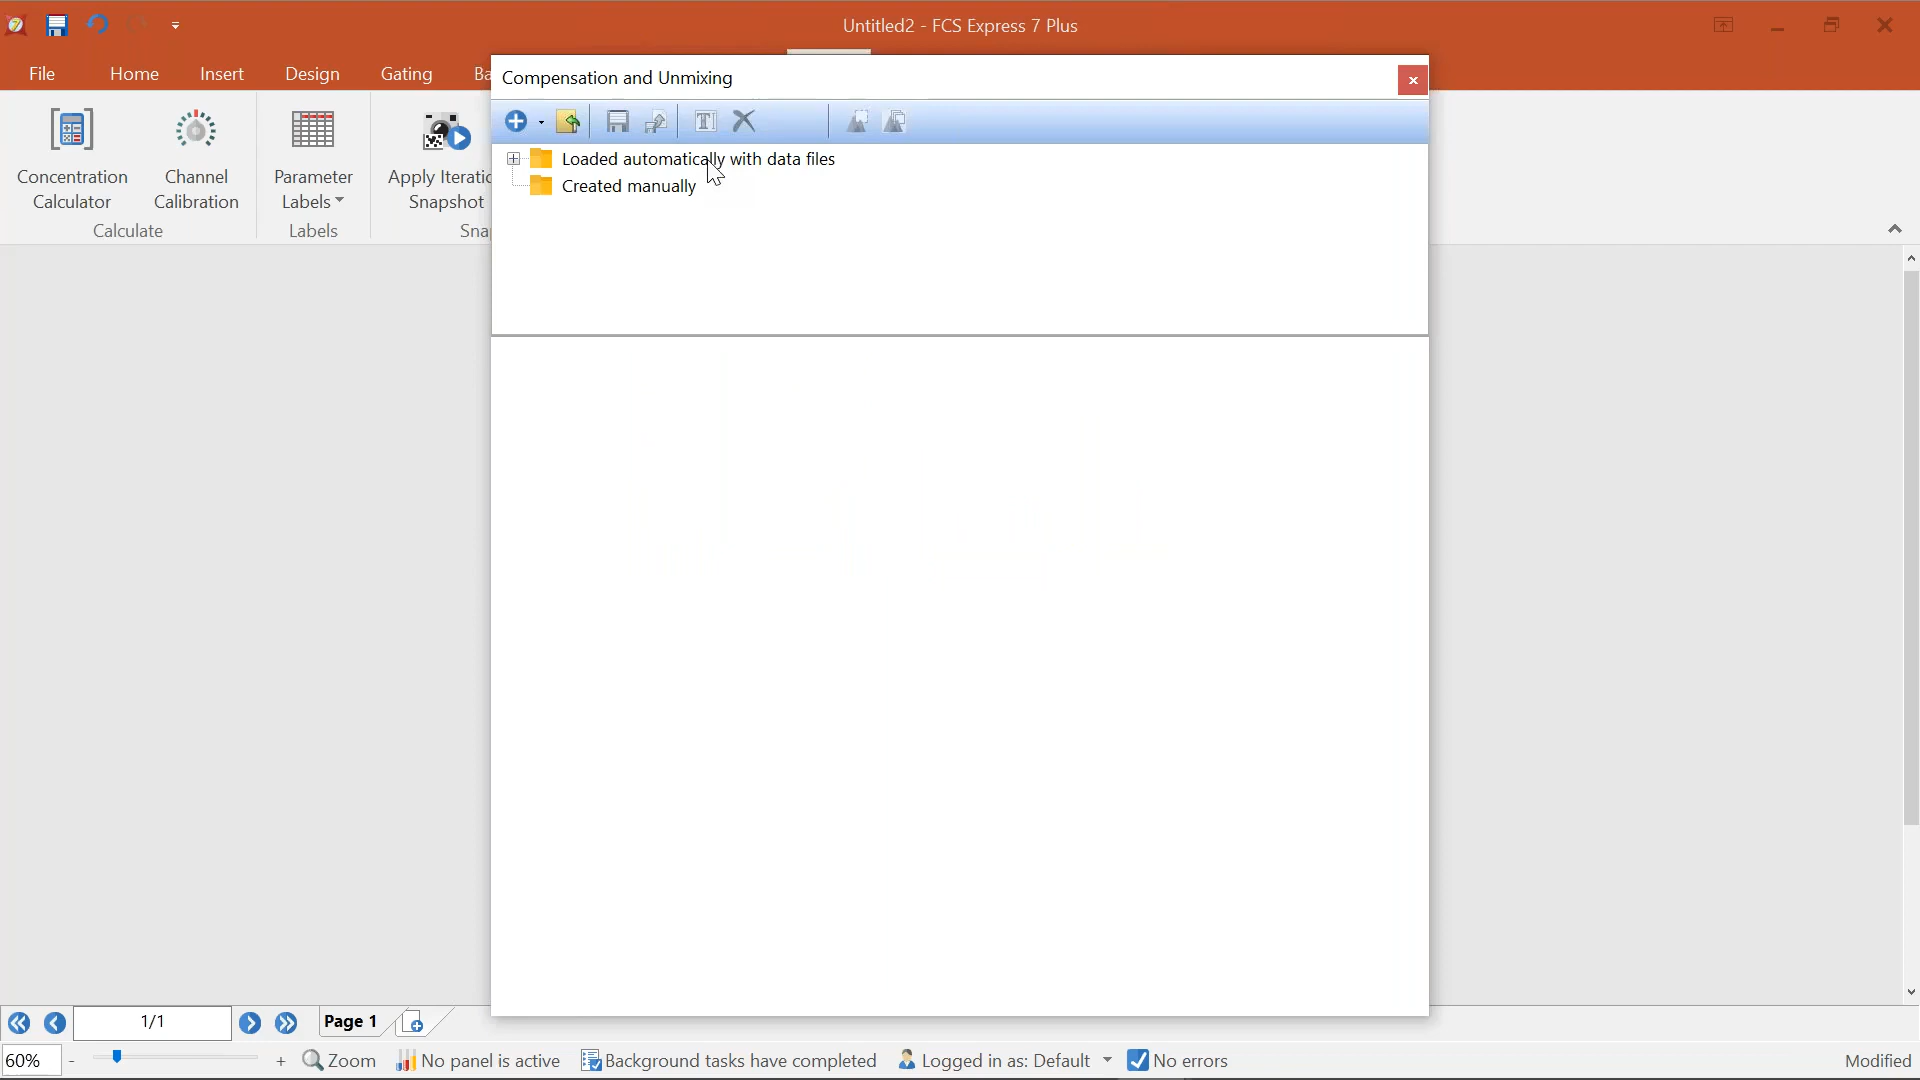 Untitled2 - FCS Express 7 Plus
File Home Insert Design Gating Ba
Compensation and Unmixing
Loaded automatically with data files
Created manually
Concentration Calculator
Channel Calibration
Parameter Labels
Apply Iteratio
Snapshot
Calculate
Labels
Snap
1/1
Page 1
60%
- + Zoom
No panel is active
Background tasks have completed
Logged in as: Default
No errors
Modified